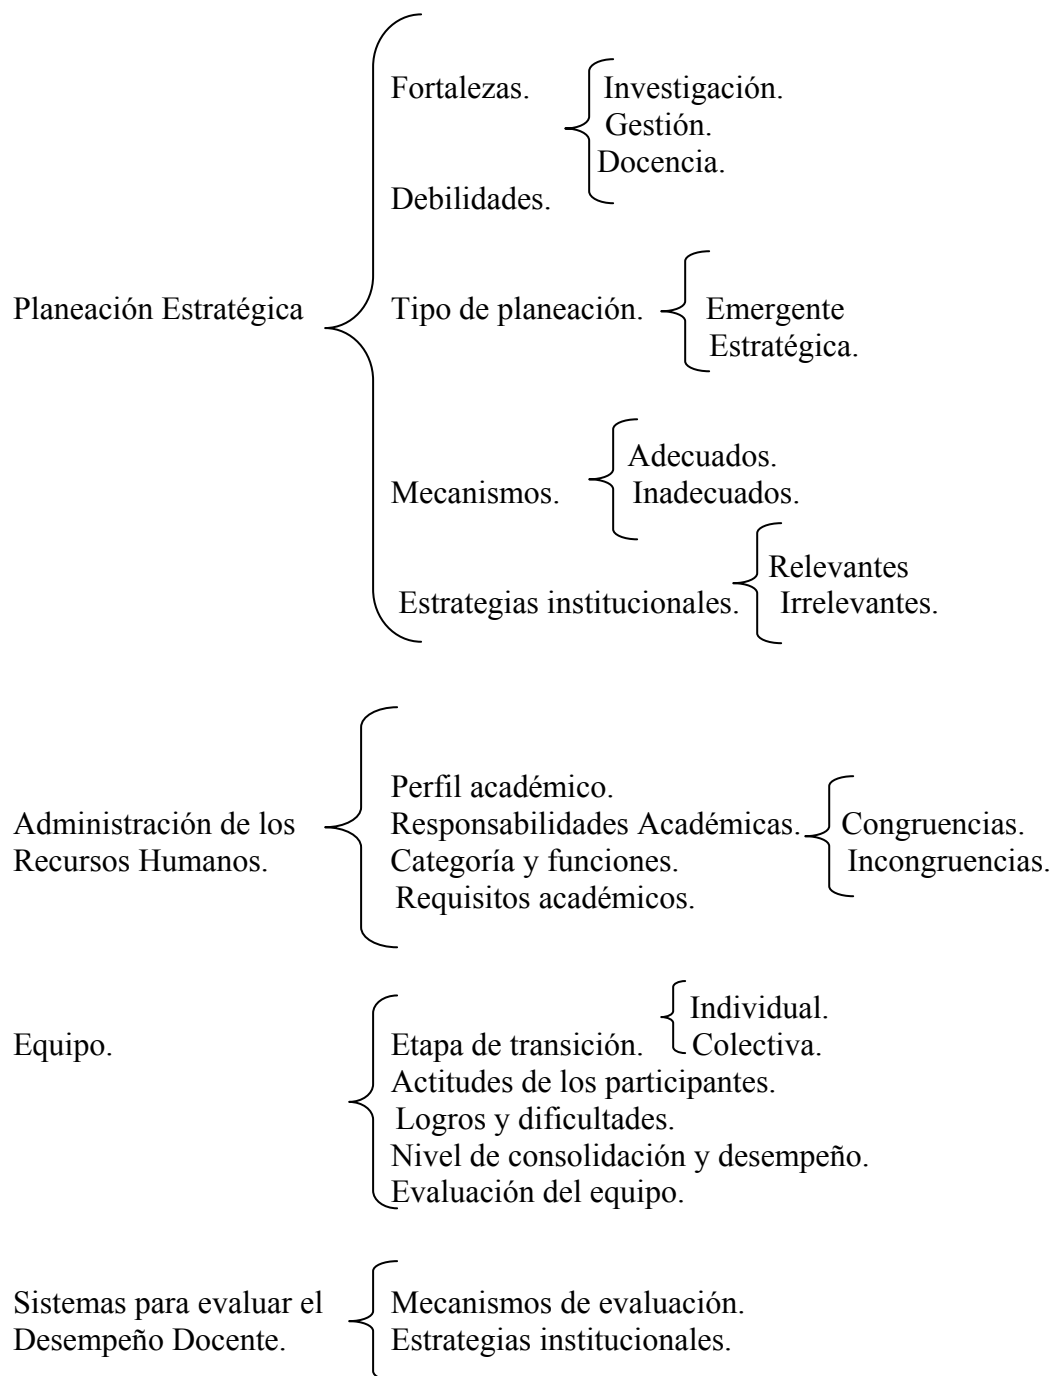 Fortalezas. Investigación.
Gestión.
Docencia.
Debilidades.
Planeación Estratégica Tipo de planeación. Emergente
Estratégica.
Adecuados.
Mecanismos. Inadecuados.
Relevantes
Estrategias institucionales. Irrelevantes.
Perfil académico.
Administración de los Responsabilidades Académicas. Congruencias.
Recursos Humanos. Categoría y funciones. Incongruencias.
Requisitos académicos.
Individual.
Equipo. Etapa de transición. Colectiva.
Actitudes de los participantes.
Logros y dificultades.
Nivel de consolidación y desempeño.
Evaluación del equipo.
Sistemas para evaluar el Mecanismos de evaluación.
Desempeño Docente. Estrategias institucionales.